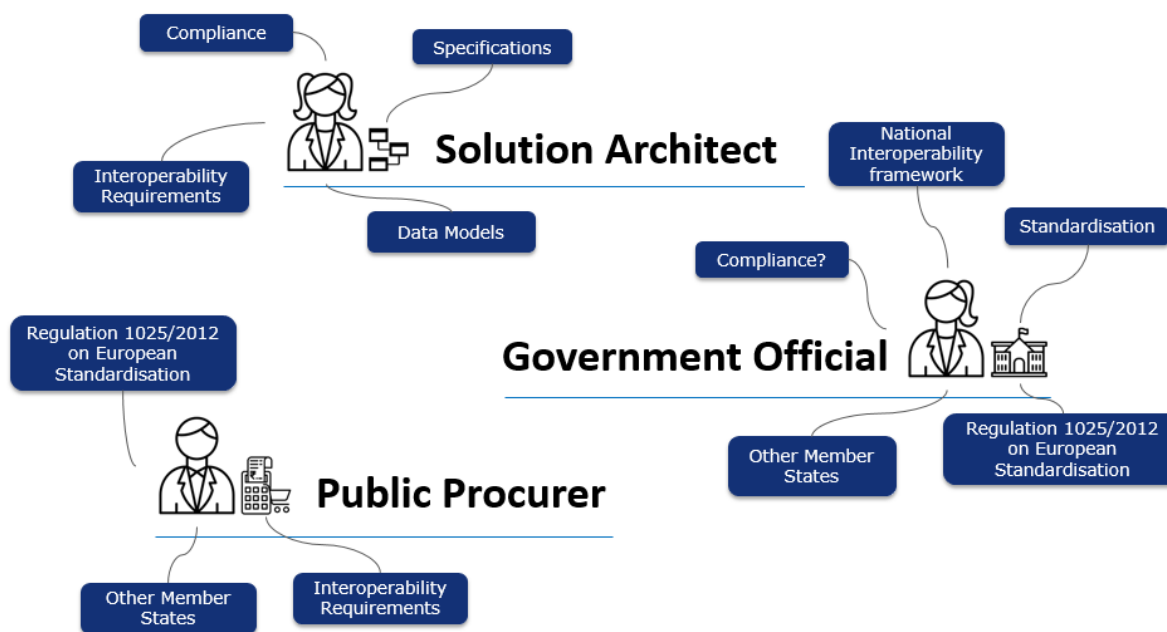 Compliance
Specifications
Solution Architect
Interoperability
Requirements
Data Models
National
Interoperability
framework
Standardisation
Compliance?
Government Official
Other Member
States
Regulation 1025/2012
on European
Standardisation
Regulation 1025/2012
on European
Standardisation
Public Procurer
Other Member
States
Interoperability
Requirements